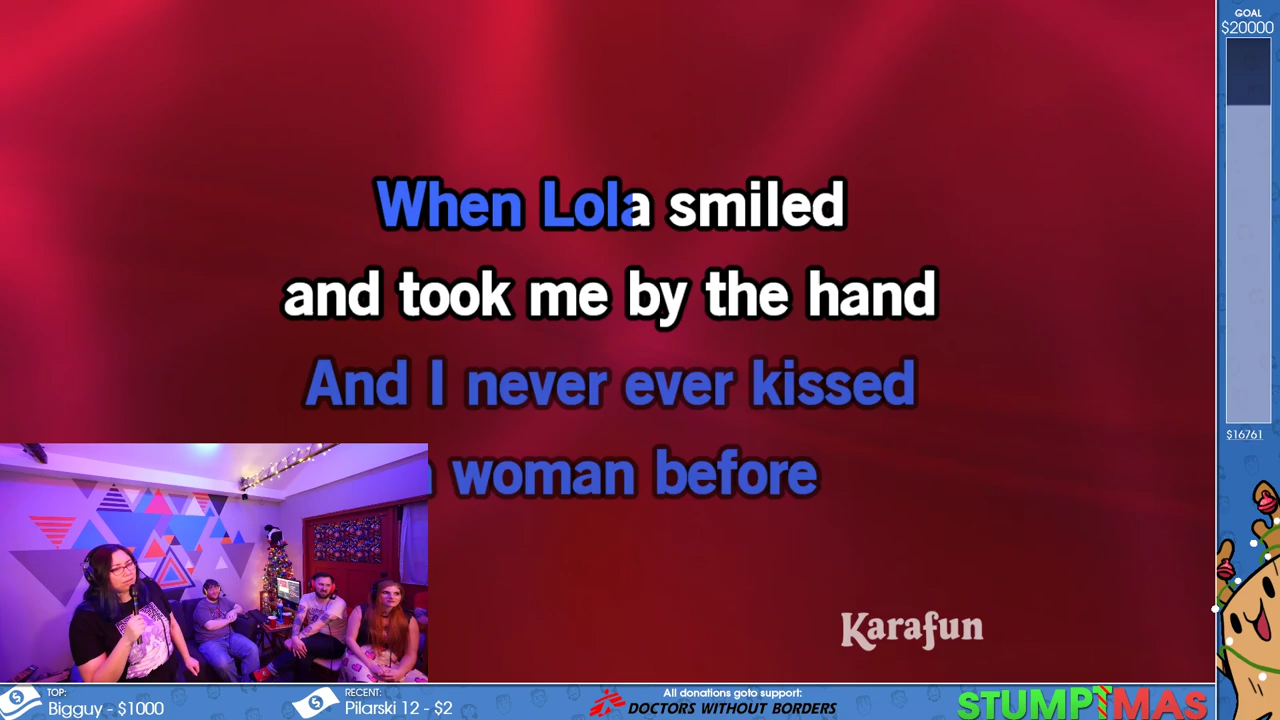 GOAL
$20000
When Lola smiled
and took me by the hand
And I never ever kissed
woman before
$16761
Karafun
TOP:
Bigguy - $1000
RECENT:
Pilarski 12 - $2
All donations goto support:
DOCTORS WITHOUT BORDERS
STUMPTMAS